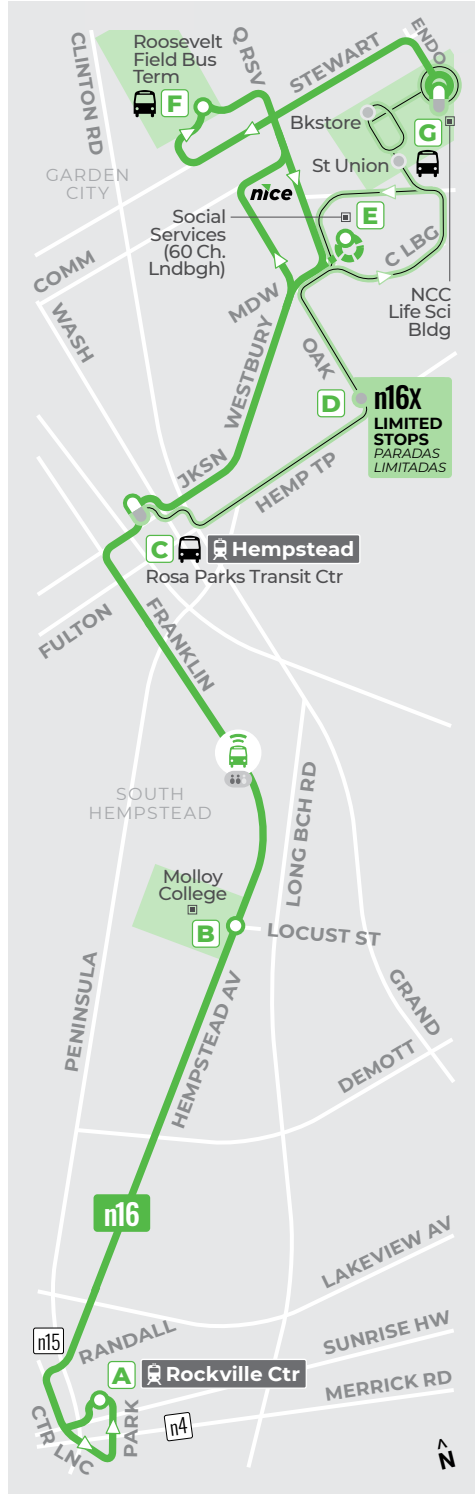 Roosevelt
Field Bus
Term
F
CLINTON RD
Q RSV
STEWART
ENDO
Bkstore
G
St Union
GARDEN
CITY
nice
Social
Services
(60 Ch.
Lndbgh)
E
C LBG
NCC
Life Sci
Bldg
COMM
WASH
MDW
WESTBURY
OAK
D
n16X
LIMITED
STOPS
PARADAS
LIMITADAS
JKSN
HEMP TP
C
Hempstead
Rosa Parks Transit Ctr
FULTON
FRANKLIN
SOUTH
HEMPSTEAD
LONG BCH RD
Molloy
College
B
LOCUST ST
PENINSULA
HEMPSTEAD AV
GRAND
DEMOTT
n16
LAKEVIEW AV
n15
RANDALL
SUNRISE HW
A
Rockville Ctr
MERRICK RD
CTR
LNC
PARK
n4
N